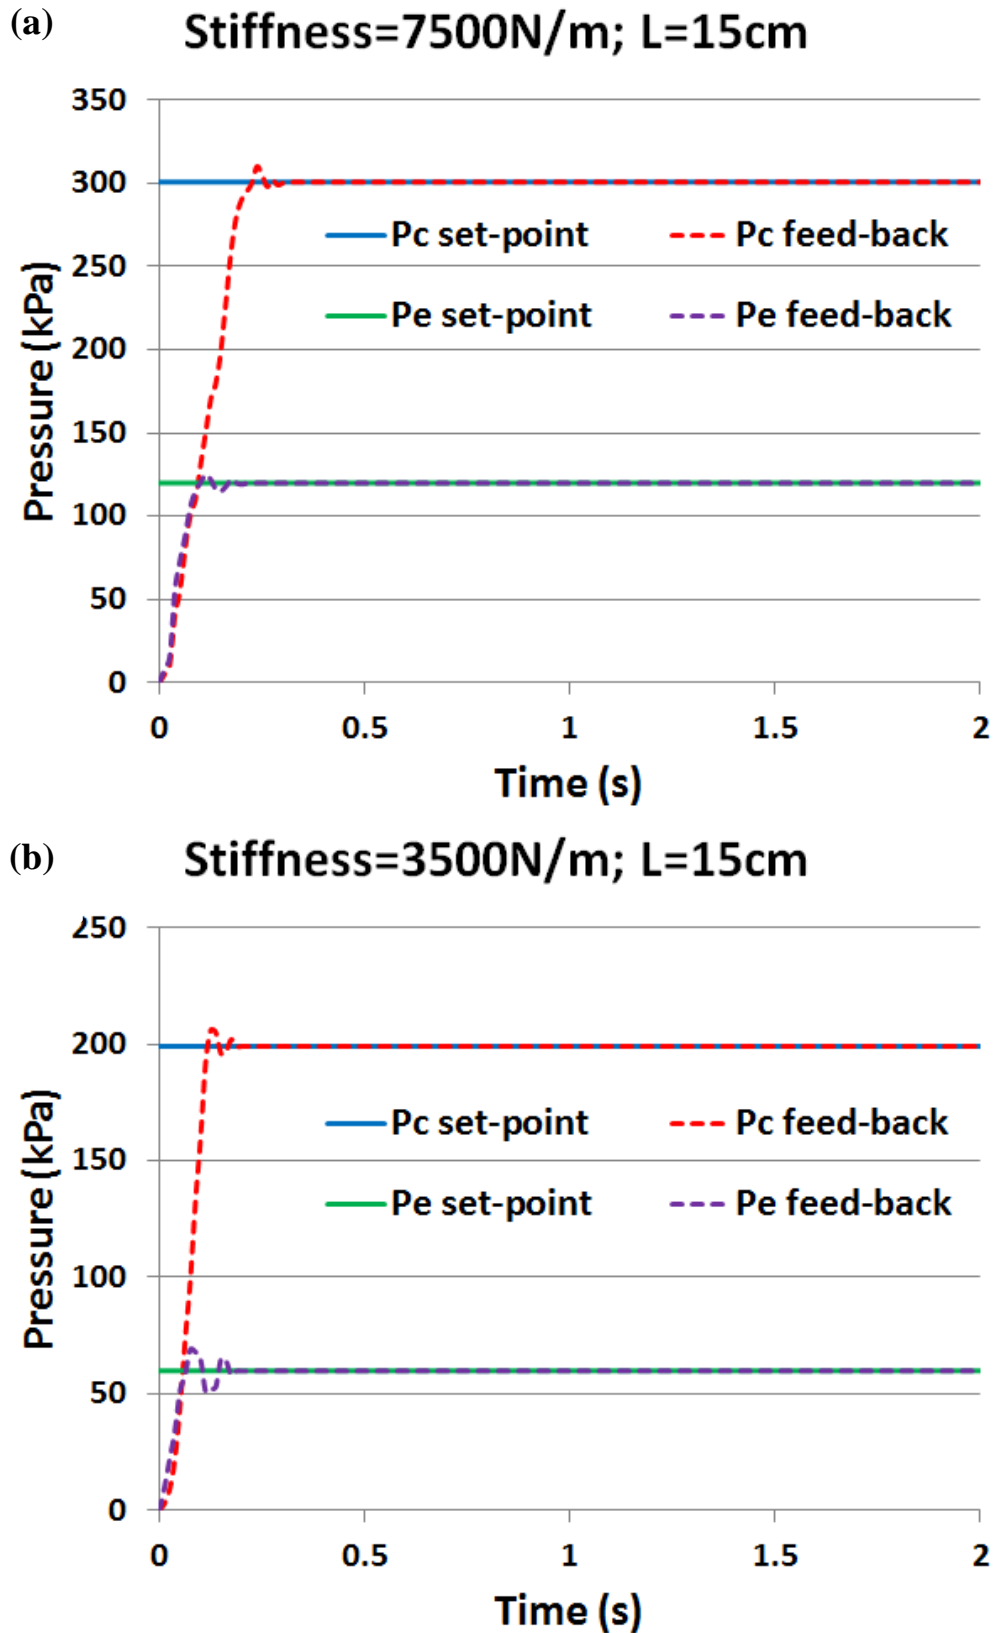 (a)
Stiffness=7500N/m; L=15cm
350
300
Pc set-point Pc feed-back
250
Pe set-point Pe feed-back
200
150
100
50
0
Pressure (kPa)
0 0.5 1 1.5 2
Time (s)
(b)
Stiffness=3500N/m; L=15cm
250
200
Pc set-point Pc feed-back
150
Pe set-point Pe feed-back
100
50
0
Pressure (kPa)
0 0.5 1 1.5 2
Time (s)